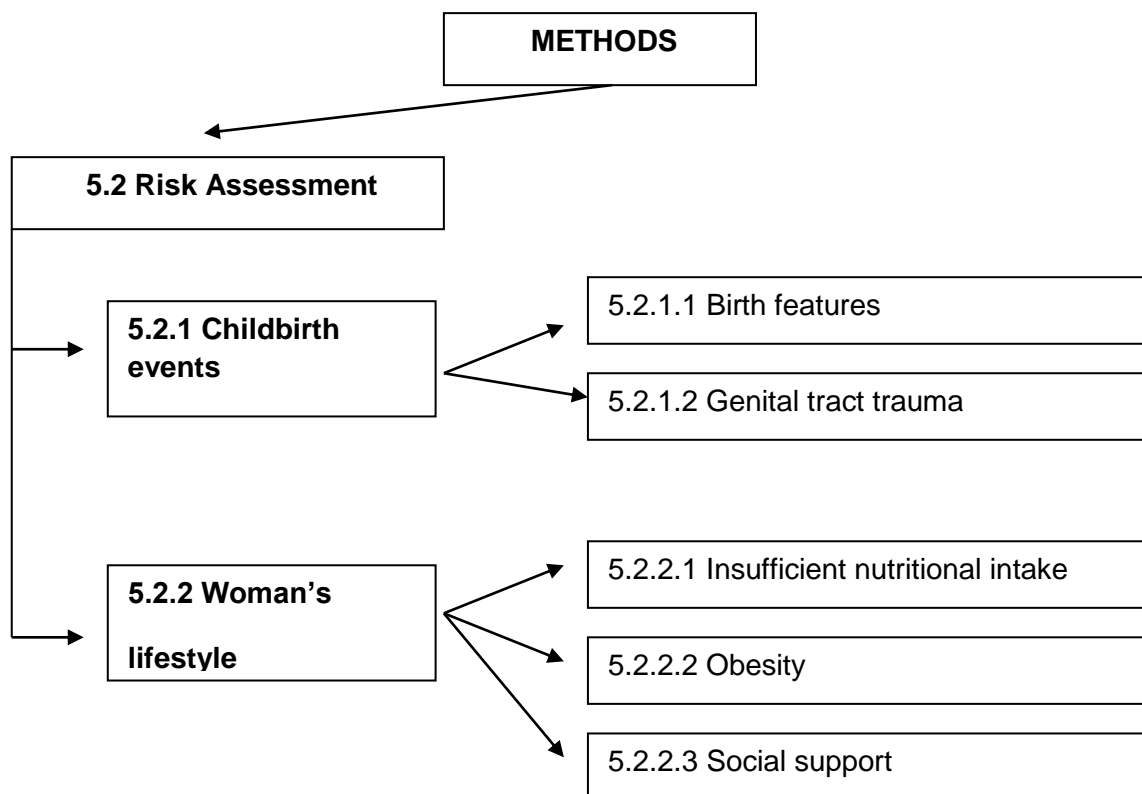 METHODS
5.2 Risk Assessment
5.2.1 Childbirth
events
5.2.1.1 Birth features
5.2.1.2 Genital tract trauma
5.2.2 Woman’s
lifestyle
5.2.2.1 Insufficient nutritional intake
5.2.2.2 Obesity
5.2.2.3 Social support